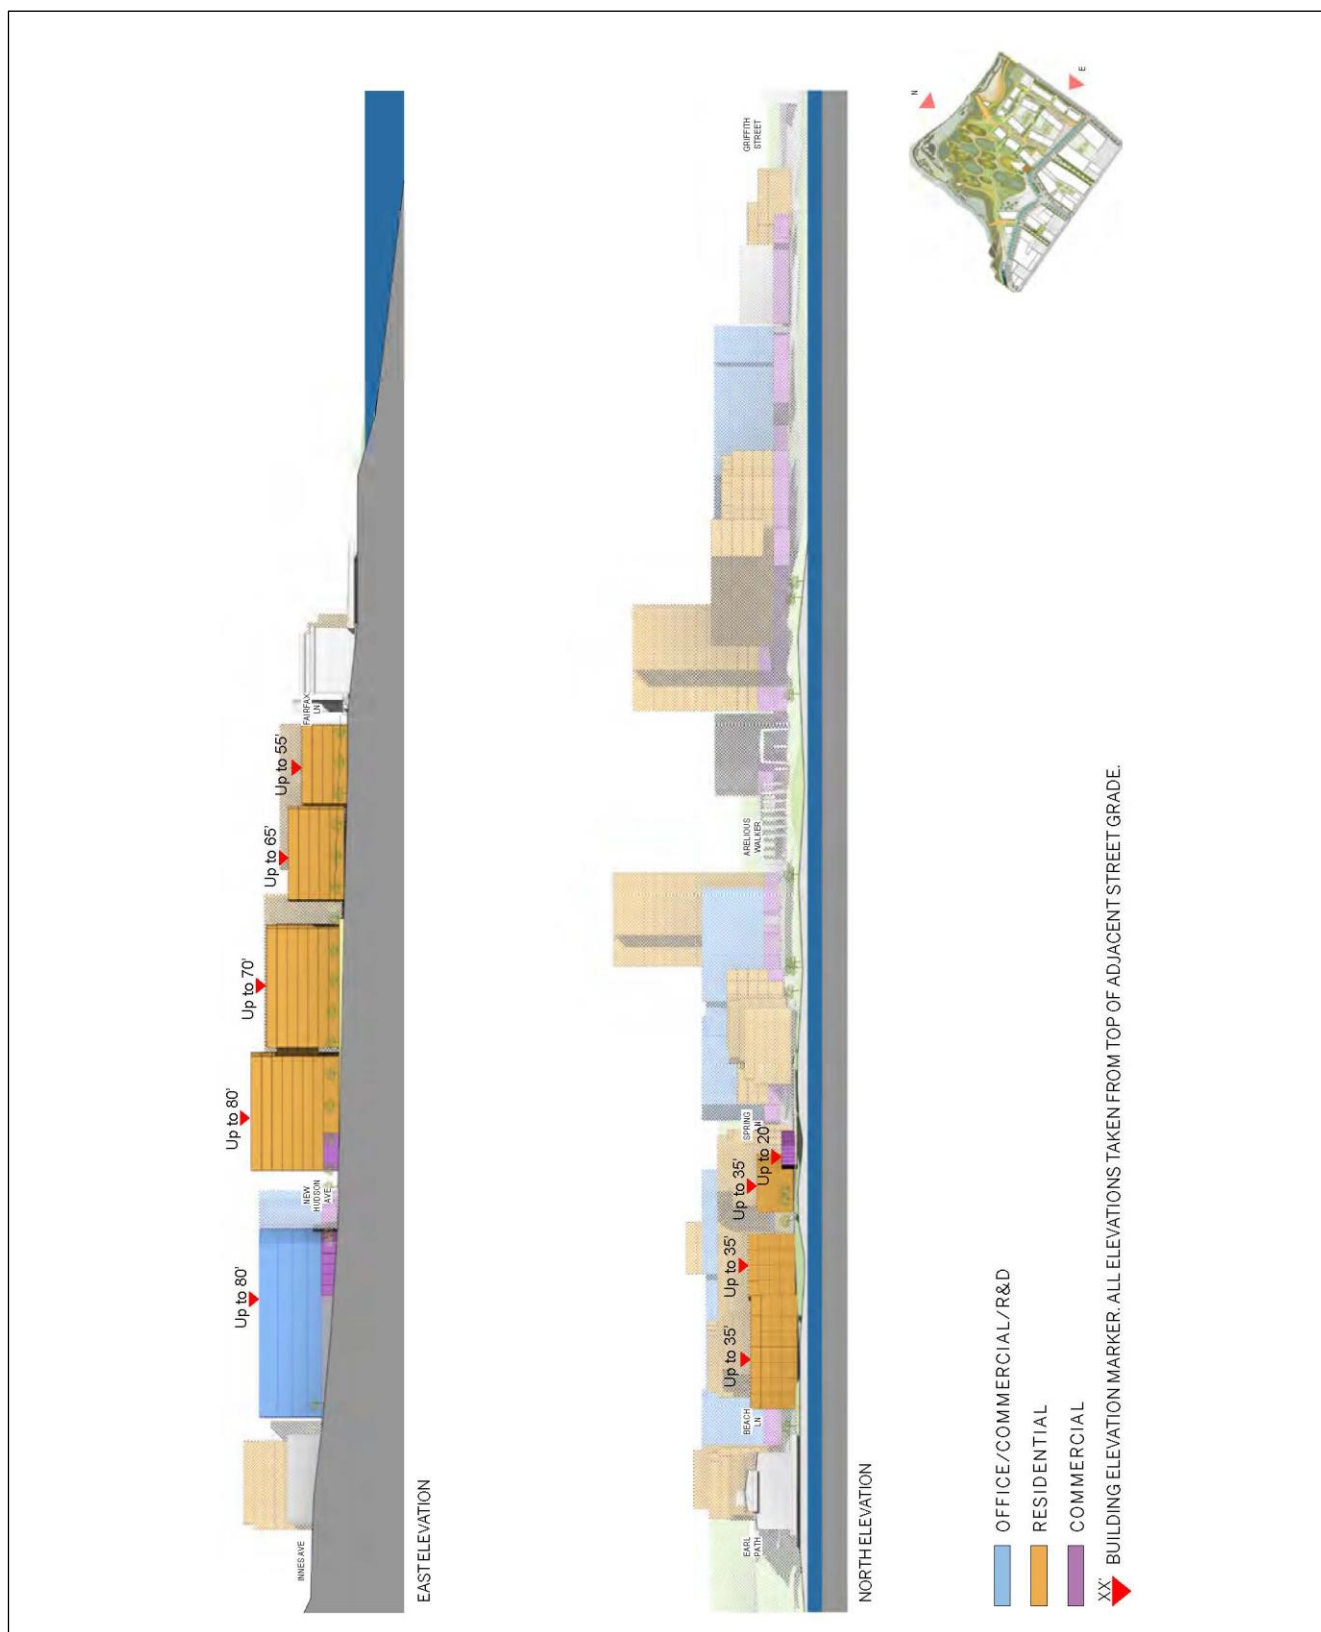 INNES AVE
Up to 80'
NEW
HUDSON
AVE
Up to 80'
Up to 70'
Up to 65'
Up to 55'
FAIRFAX
LN
EAST ELEVATION
EARL
PATH
BEACH
LN
Up to 35'
Up to 35'
Up to 35'
Up to 20'
SPRING
LN
ARELIOUS
WALKER
GRIFFITH
STREET
NORTH ELEVATION
N
E
OFFICE/COMMERCIAL/R&D
RESIDENTIAL
COMMERCIAL
XX' BUILDING ELEVATION MARKER. ALL ELEVATIONS TAKEN FROM TOP OF ADJACENT STREET GRADE.